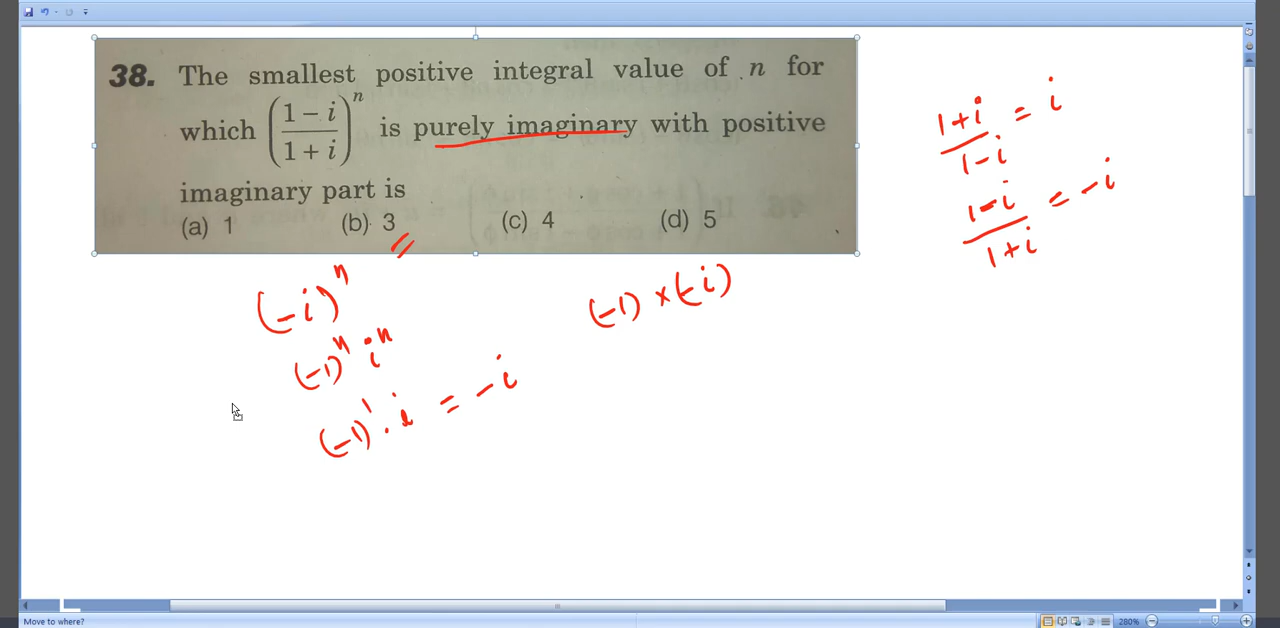 38. The smallest positive integral value of n for
which ((1 – i)/(1 + i))^n is purely imaginary with positive
imaginary part is
(a) 1 (b) 3 (c) 4 (d) 5
(-i)^n
(-1)^n i^n
(-1)^1 . i = -i
(-1) x (-i)
(1+i)/(1-i) = i
(1-i)/(1+i) = -i
Move to where?
280%